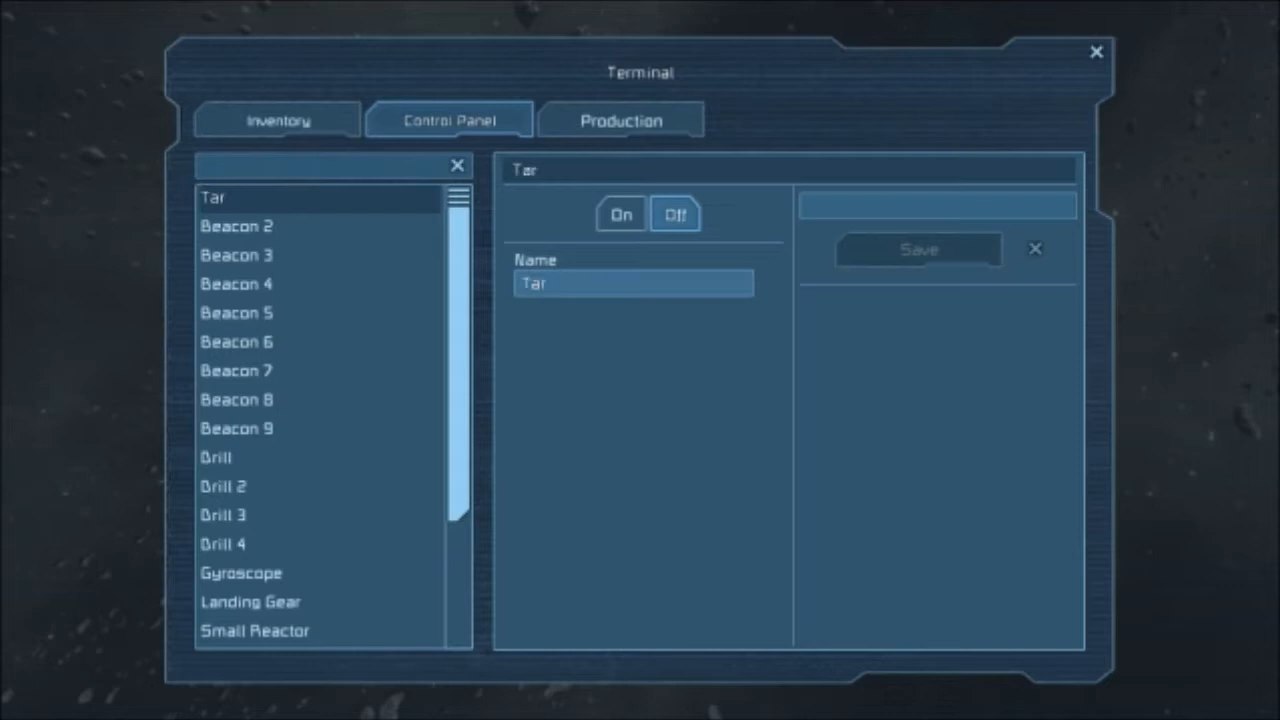 Terminal
Inventory
Control Panel
Production
Tar
Beacon 2
Beacon 3
Beacon 4
Beacon 5
Beacon 6
Beacon 7
Beacon 8
Beacon 9
Drill
Drill 2
Drill 3
Drill 4
Gyroscope
Landing Gear
Small Reactor
Tar
On Off
Name
Tar
Save